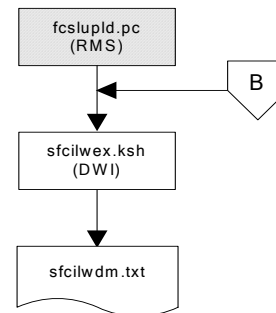 fcslupld.pc
(RMS)
B
sfcilwex.ksh
(DWI)
sfcilwdm.txt